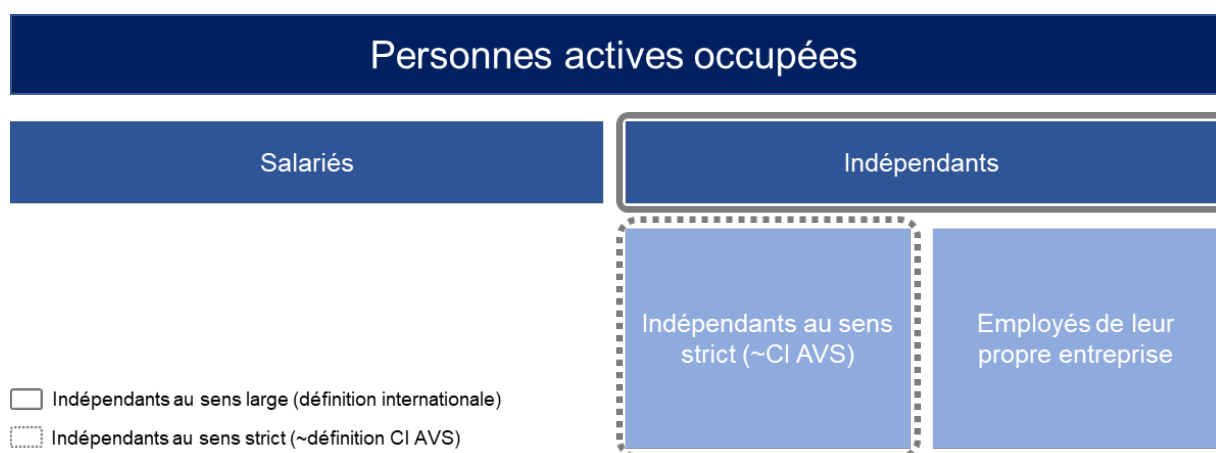 Personnes actives occupées
Salariés
Indépendants
Indépendants au sens
strict (~CI AVS)
Employés de leur
propre entreprise
Indépendants au sens large (définition internationale)
Indépendants au sens strict (~définition CI AVS)